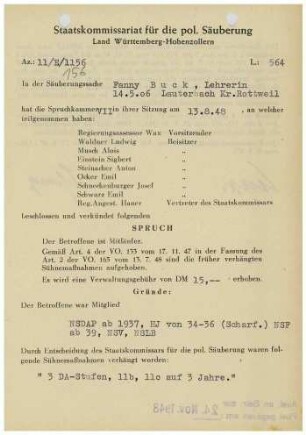 Staatskommissariat für die pol. Säuberung
Land Württemberg-Hohenzollern
Az.: 11/E/1156
156
L: 564
In der Säuberungssache Fanny Buck, Lehrerin
14.5.06 Lauterbach Kr.Rottweil
hat die Spruchkammer VII in ihrer Sitzung am 13.8.48, an welcher
teilgenommen haben:
Regierungsassessor Wax Vorsitzender
Waldner Ludwig Beisitzer
Munch Alois
Einstein Sigbert
Steinacher Anton
Ocker Emil
Schneckenburger Josef
Schwarz Emil
Reg.Angest. Hauer Vertreter des Staatskommissars
beschlossen und verkündet folgenden
SPRUCH
Der Betroffene ist Mitläufer.
Gemäß Art. 4 der VO 133 vom 17. 11. 47 in der Fassung des
Art. 2 der VO. 165 vom 13. 7. 48 sind die früher verhängten
Sühnemaßnahmen aufgehoben.
Es wird eine Verwaltungsgebühr von DM 15,-- erhoben.
Gründe:
Der Betroffene war Mitglied
NSDAP ab 1937, HJ von 34-36 (Scharf.) NSF
ab 39, NSV, NSLB
Durch Entscheidung des Staatskommissars für die pol. Säuberung waren fol-
gende Sühnemaßnahmen verhängt worden:
"3 DA-Stufen, 11b, 11c auf 3 Jahre."
24. Nov. 1948